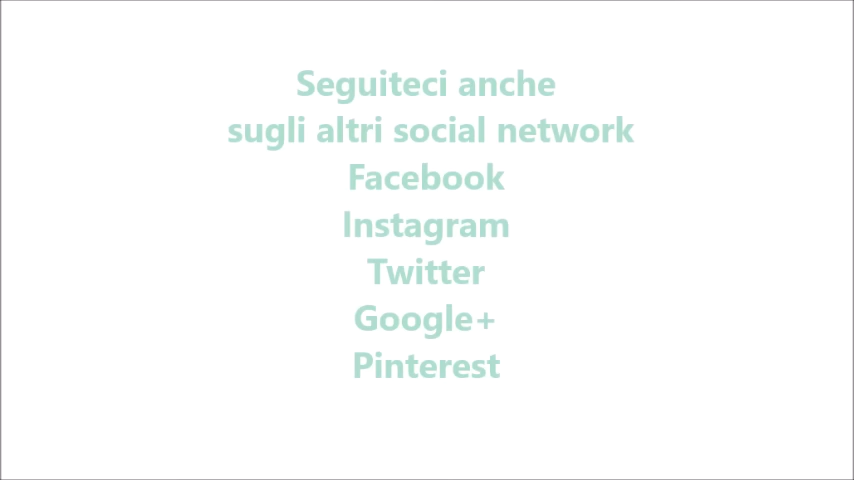 Seguiteci anche
sugli altri social network
Facebook
Instagram
Twitter
Google+
Pinterest